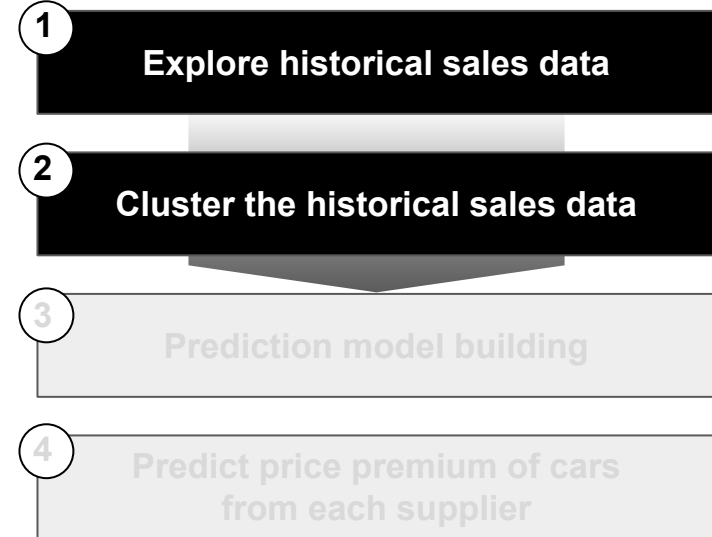 1
Explore historical sales data
2
Cluster the historical sales data
3
Prediction model building
4
Predict price premium of cars
from each supplier